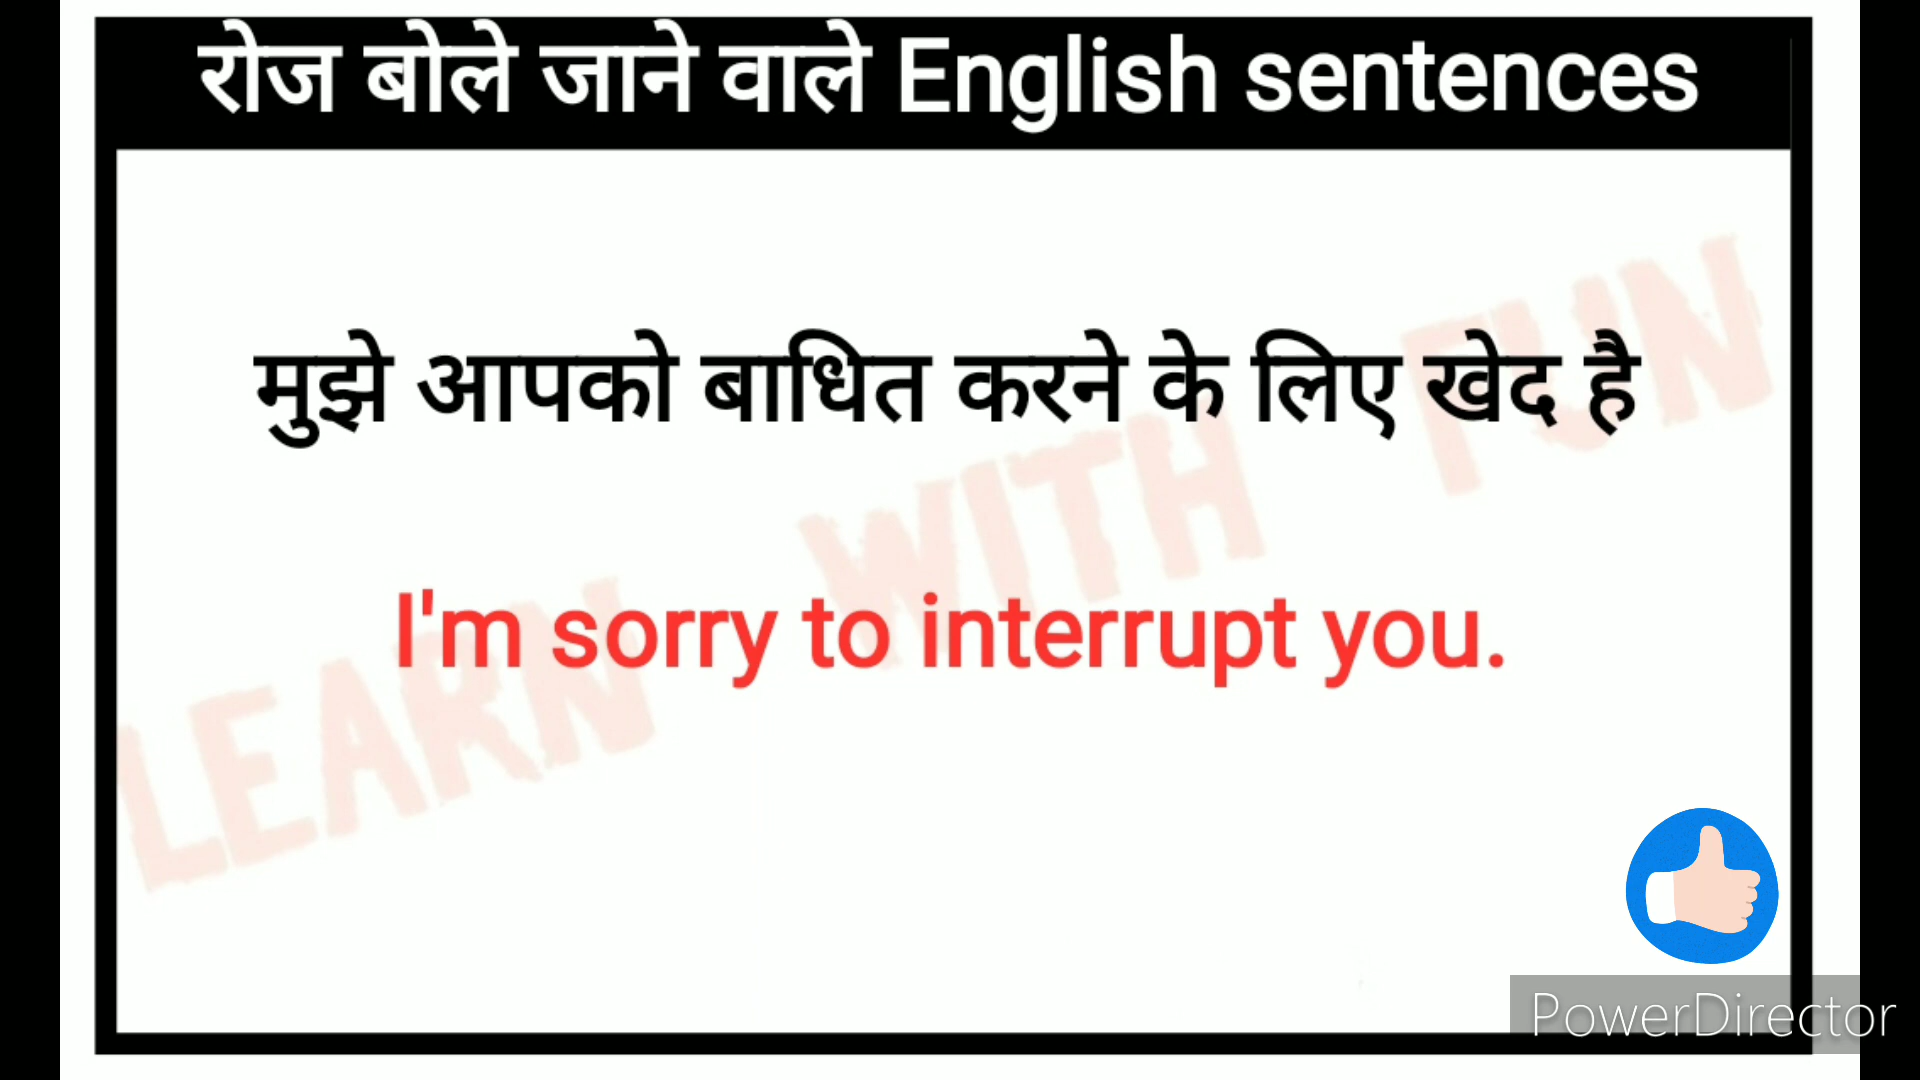 रोज बोले जाने वाले English sentences
मुझे आपको बाधित करने के लिए खेद है
I'm sorry to interrupt you.
LEARN WITH FUN
PowerDirector